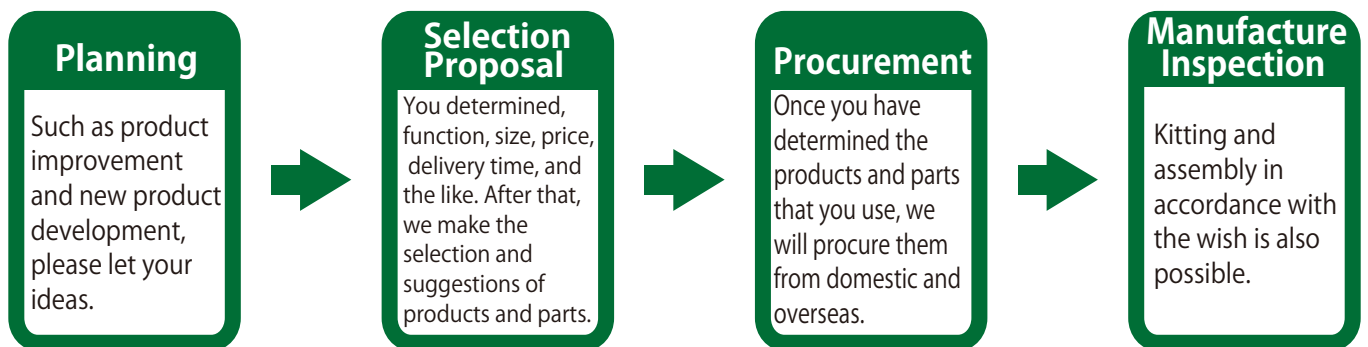 Planning
Such as product
improvement
and new product
development,
please let your
ideas.
Selection
Proposal
You determined,
function, size, price,
delivery time, and
the like. After that,
we make the
selection and
suggestions of
products and parts.
Procurement
Once you have
determined the
products and parts
that you use, we
will procure them
from domestic and
overseas.
Manufacture
Inspection
Kitting and
assembly in
accordance with
the wish is also
possible.